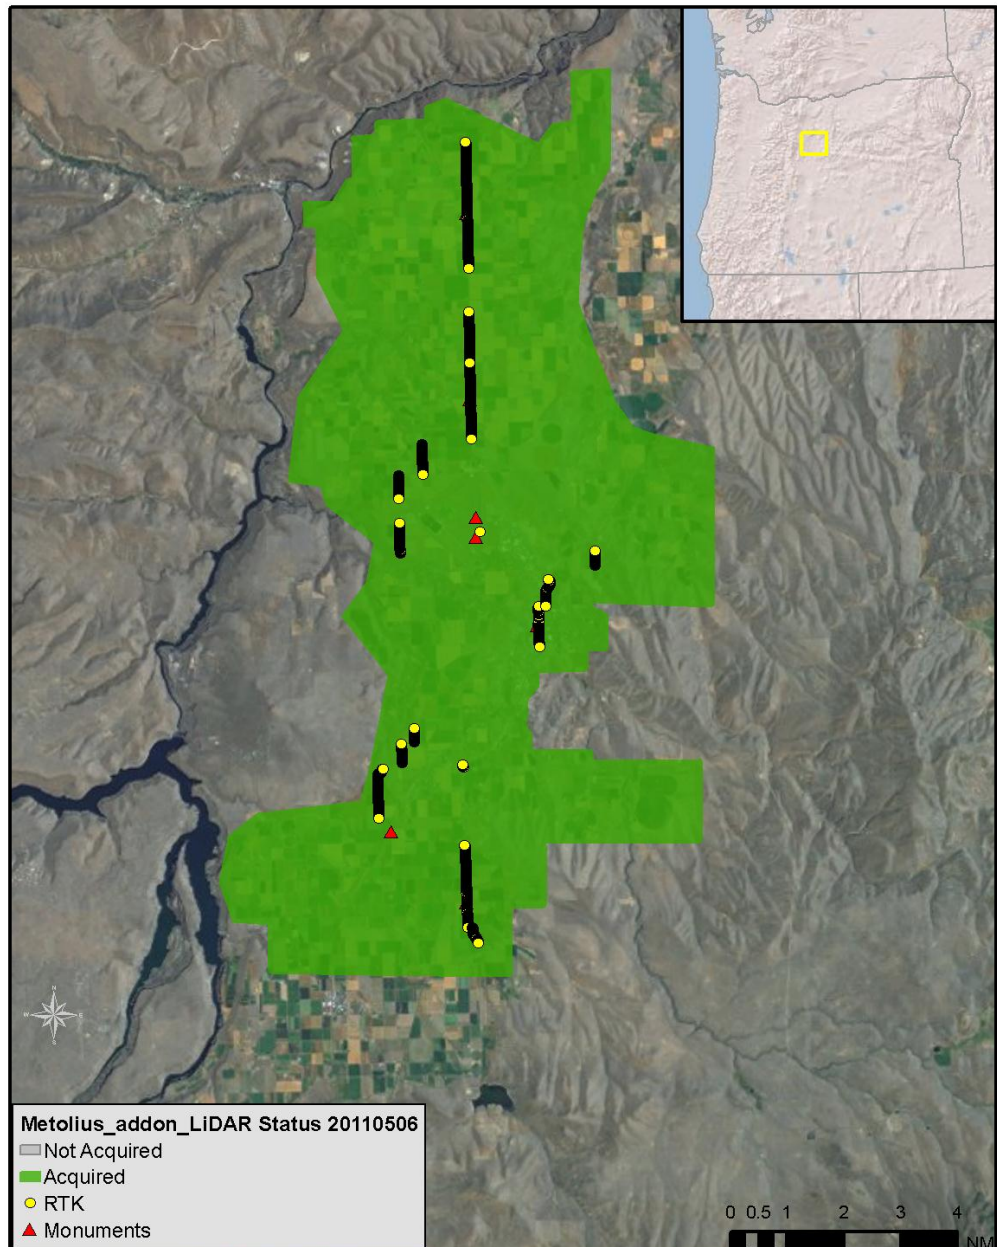 N
W E
S
Metolius_addon_LiDAR Status 20110506
Not Acquired
Acquired
RTK
Monuments
0 0.5 1 2 3 4
NM